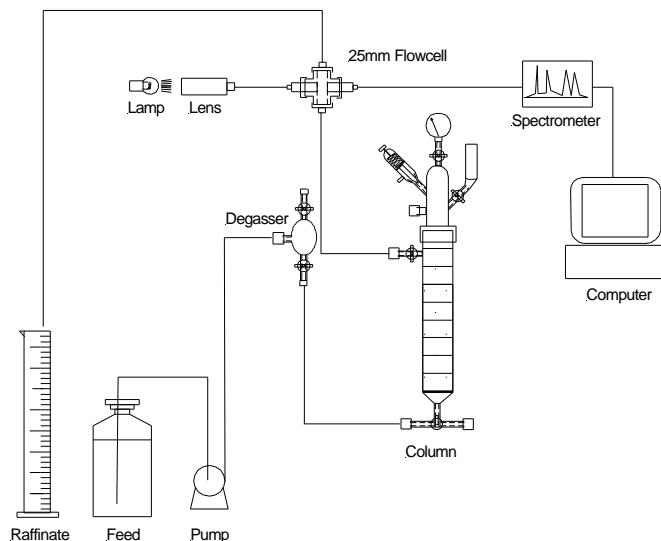 25mm Flowcell
Lamp
Lens
Spectrometer
Degasser
Computer
Column
Raffinate
Feed
Pump